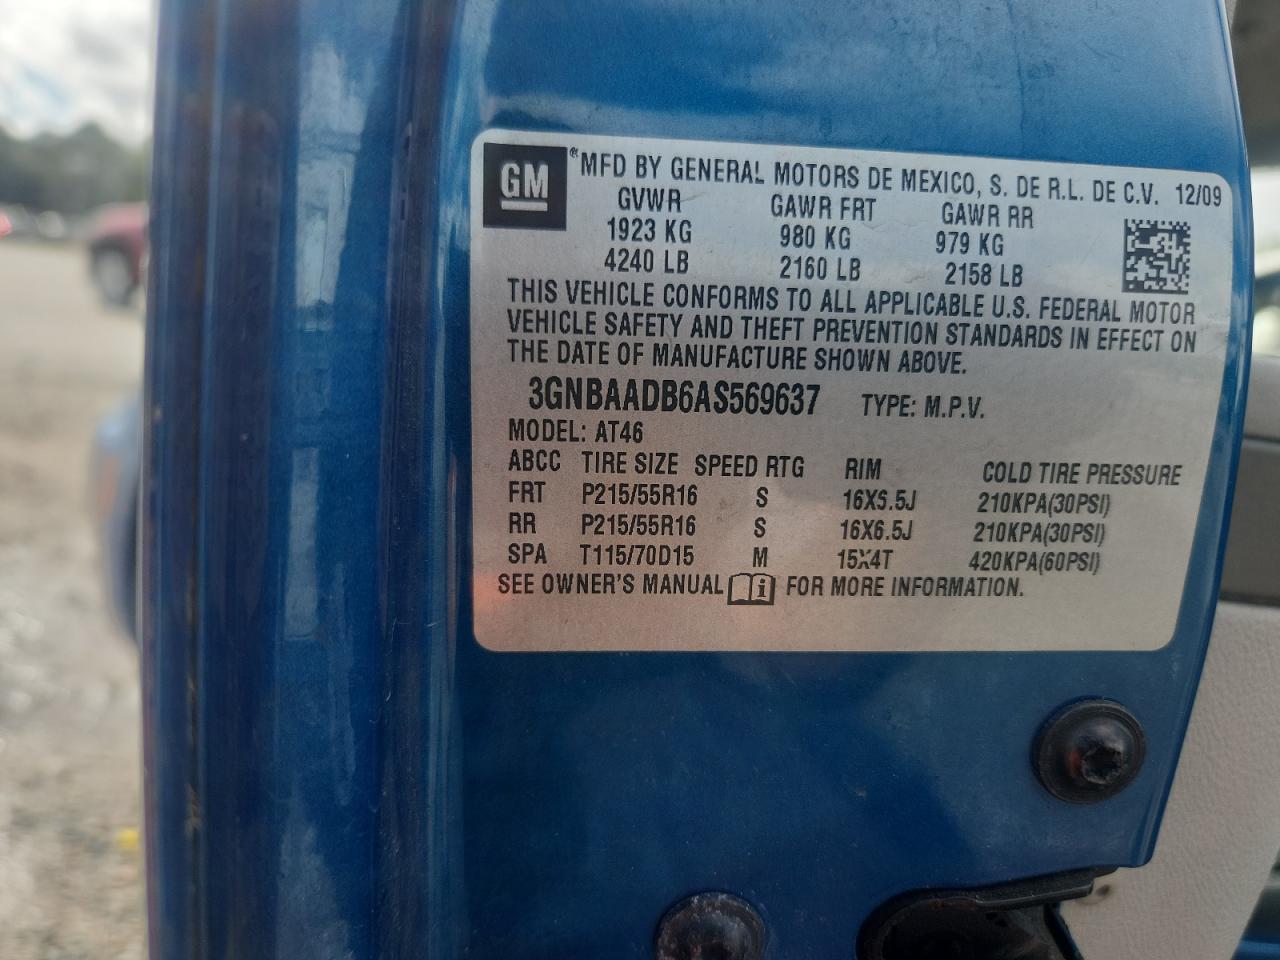 GM
® MFD BY GENERAL MOTORS DE MEXICO, S. DE R.L. DE C.V. 12/09
GVWR GAWR FRT GAWR RR
1923 KG 980 KG 979 KG
4240 LB 2160 LB 2158 LB
THIS VEHICLE CONFORMS TO ALL APPLICABLE U.S. FEDERAL MOTOR
VEHICLE SAFETY AND THEFT PREVENTION STANDARDS IN EFFECT ON
THE DATE OF MANUFACTURE SHOWN ABOVE.
3GNBAADB6AS569637 TYPE: M.P.V.
MODEL: AT46
ABCC TIRE SIZE SPEED RTG RIM COLD TIRE PRESSURE
FRT P215/55R16 S 16X6.5J 210KPA(30PSI)
RR P215/55R16 S 16X6.5J 210KPA(30PSI)
SPA T115/70D15 M 15X4T 420KPA(60PSI)
SEE OWNER'S MANUAL FOR MORE INFORMATION.